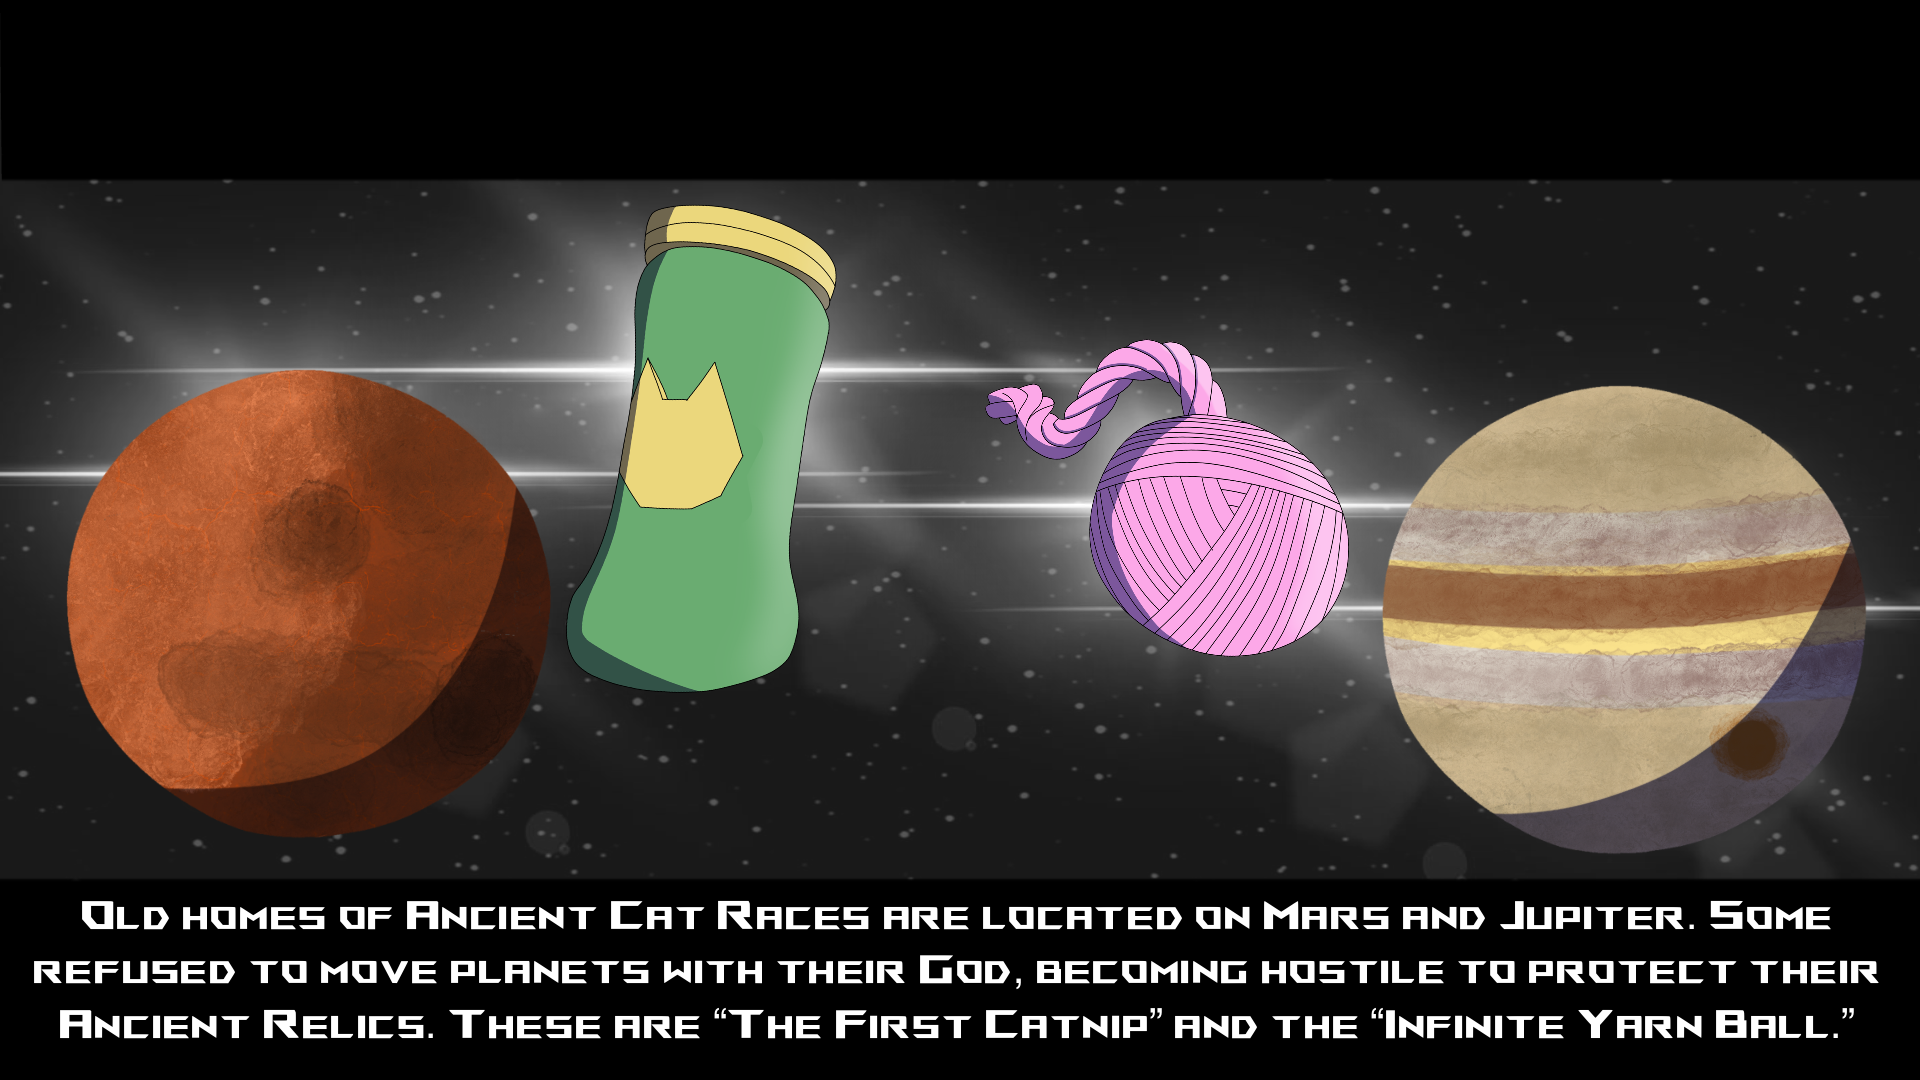 Old homes of Ancient Cat Races are located on Mars and Jupiter. Some
refused to move planets with their God, becoming hostile to protect their
Ancient Relics. These are “The First Catnip” and the “Infinite Yarn Ball.”